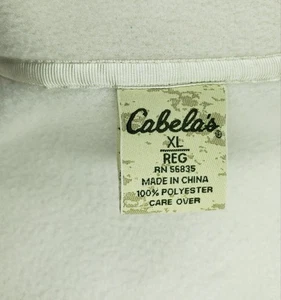 Cabela's®
XL
REG
RN 56835
MADE IN CHINA
100% POLYESTER
CARE OVER